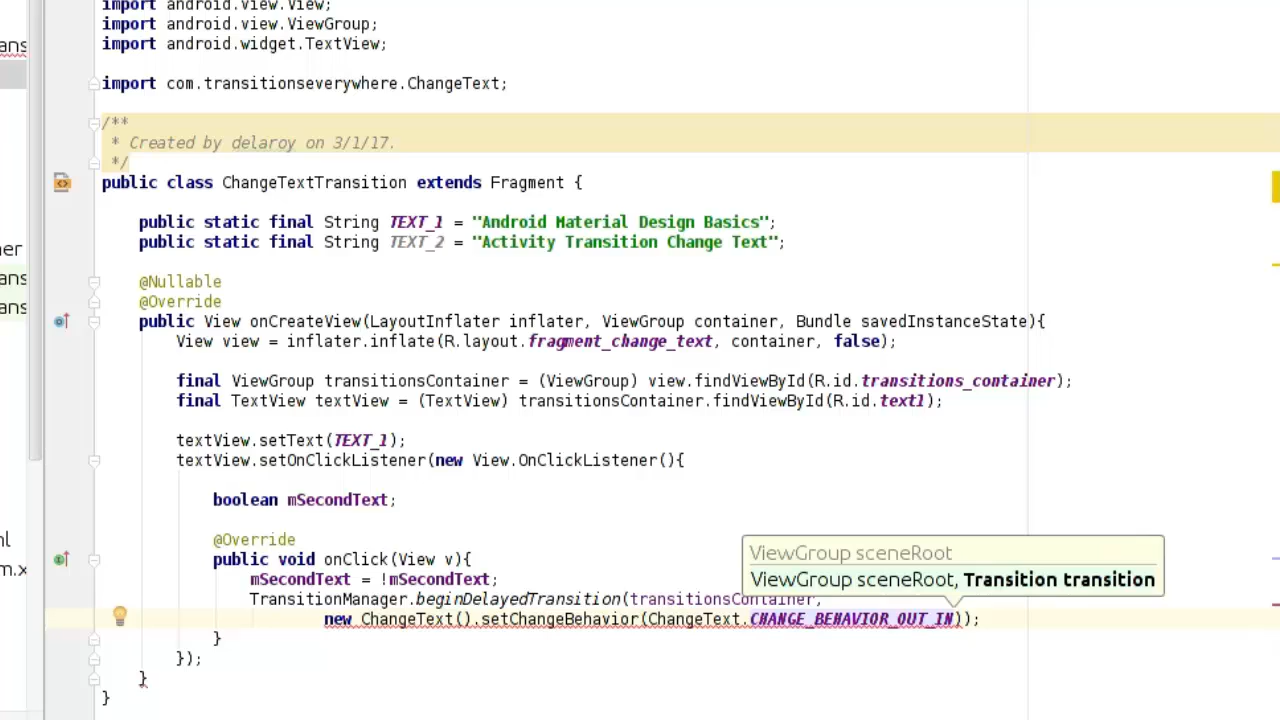 import android.view.View;
import android.view.ViewGroup;
import android.widget.TextView;
ans
import com.transitionseverywhere.ChangeText;
/**
* Created by delaroy on 3/1/17.
*/
public class ChangeTextTransition extends Fragment {
public static final String TEXT_1 = "Android Material Design Basics";
public static final String TEXT_2 = "Activity Transition Change Text";
ner
ans
ans
@Nullable
@Override
public View onCreateView(LayoutInflater inflater, ViewGroup container, Bundle savedInstanceState){
View view = inflater.inflate(R.layout.fragment_change_text, container, false);
final ViewGroup transitionsContainer = (ViewGroup) view.findViewById(R.id.transitions_container);
final TextView textView = (TextView) transitionsContainer.findViewById(R.id.text1);
textView.setText(TEXT_1);
textView.setOnClickListener(new View.OnClickListener(){
boolean mSecondText;
nl
m.x
@Override
public void onClick(View v){
mSecondText = !mSecondText;
ViewGroup sceneRoot
ViewGroup sceneRoot, Transition transition
TransitionManager.beginDelayedTransition(transitionsContainer,
new ChangeText().setChangeBehavior(ChangeText.CHANGE_BEHAVIOR_OUT_IN));
}
});
}
}